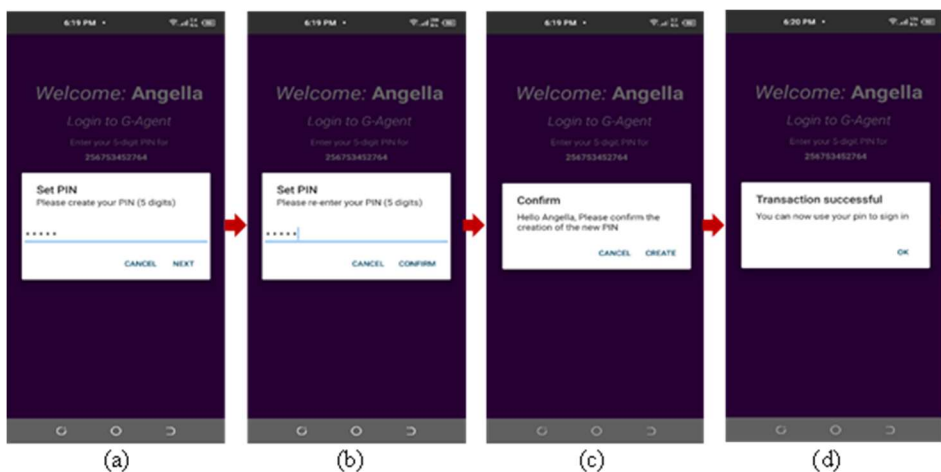 6:19 PM
Welcome: Angella
Login to G-Agent
Enter your 5-digit PIN for
256753452764
Set PIN
Please create your PIN (5 digits)
•••••
CANCEL NEXT
(a)
6:19 PM
Welcome: Angella
Login to G-Agent
Enter your 5-digit PIN for
256753452764
Set PIN
Please re-enter your PIN (5 digits)
•••••
CANCEL CONFIRM
(b)
6:19 PM
Welcome: Angella
Login to G-Agent
Enter your 5-digit PIN for
256753452764
Confirm
Hello Angella, Please confirm the
creation of the new PIN
CANCEL CREATE
(c)
6:20 PM
Welcome: Angella
Login to G-Agent
Enter your 5-digit PIN for
256753452764
Transaction successful
You can now use your pin to sign in
OK
(d)